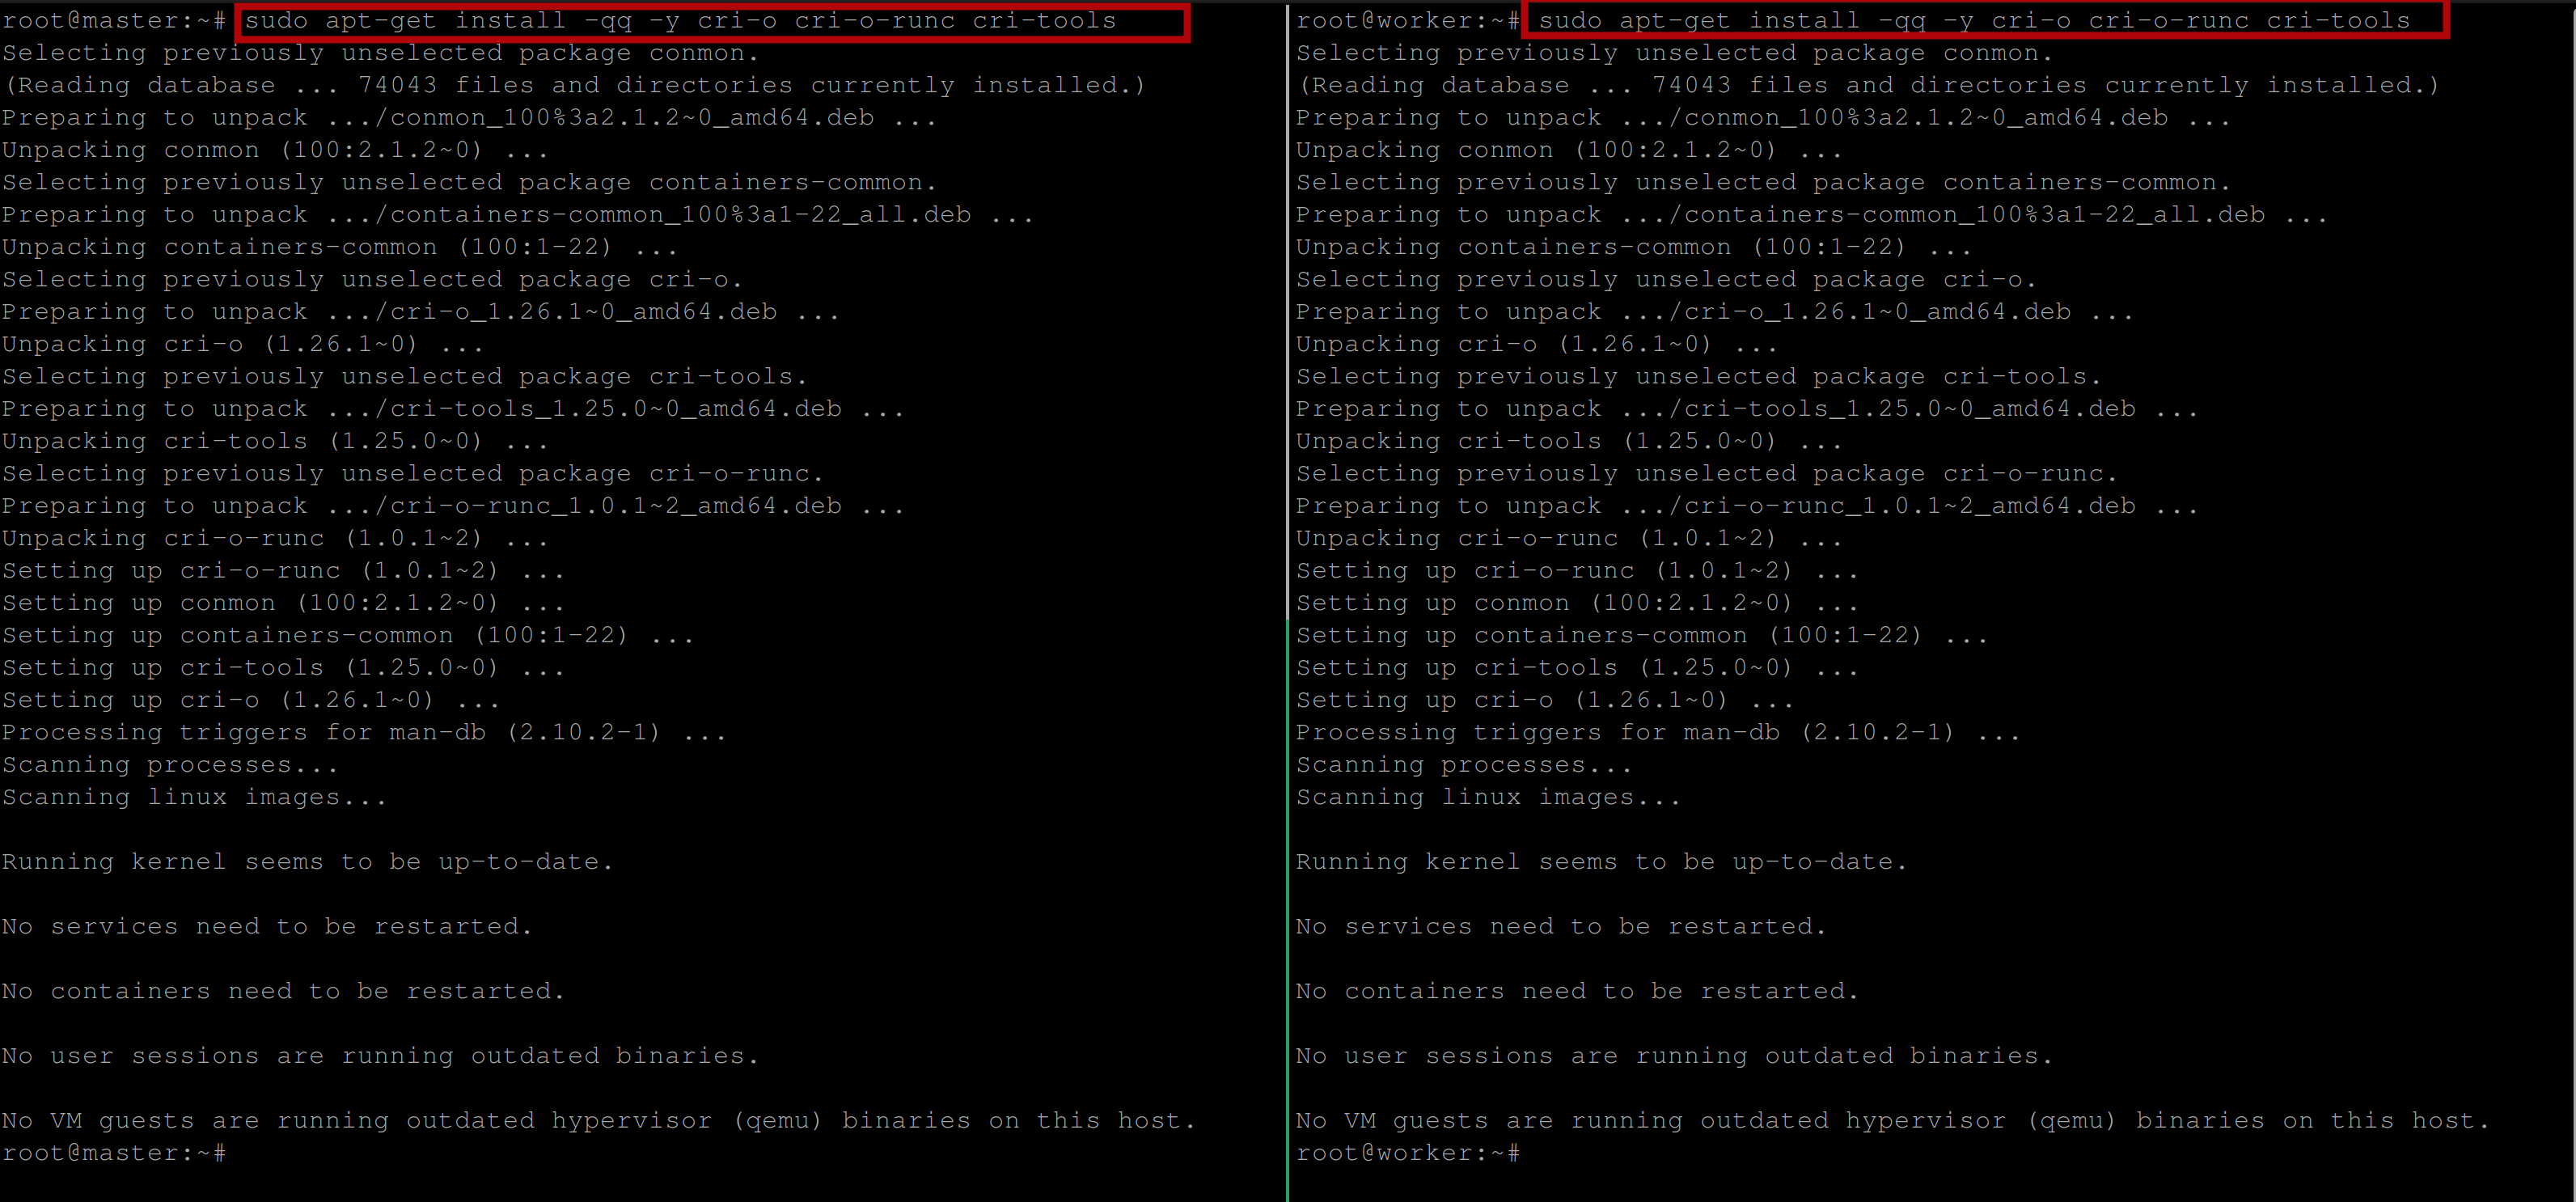 root@master:~# sudo apt-get install -qq -y cri-o cri-o-runc cri-tools
Selecting previously unselected package conmon.
(Reading database ... 74043 files and directories currently installed.)
Preparing to unpack .../conmon_100%3a2.1.2~0_amd64.deb ...
Unpacking conmon (100:2.1.2~0) ...
Selecting previously unselected package containers-common.
Preparing to unpack .../containers-common_100%3a1-22_all.deb ...
Unpacking containers-common (100:1-22) ...
Selecting previously unselected package cri-o.
Preparing to unpack .../cri-o_1.26.1~0_amd64.deb ...
Unpacking cri-o (1.26.1~0) ...
Selecting previously unselected package cri-tools.
Preparing to unpack .../cri-tools_1.25.0~0_amd64.deb ...
Unpacking cri-tools (1.25.0~0) ...
Selecting previously unselected package cri-o-runc.
Preparing to unpack .../cri-o-runc_1.0.1~2_amd64.deb ...
Unpacking cri-o-runc (1.0.1~2) ...
Setting up cri-o-runc (1.0.1~2) ...
Setting up conmon (100:2.1.2~0) ...
Setting up containers-common (100:1-22) ...
Setting up cri-tools (1.25.0~0) ...
Setting up cri-o (1.26.1~0) ...
Processing triggers for man-db (2.10.2-1) ...
Scanning processes...
Scanning linux images...
Running kernel seems to be up-to-date.
No services need to be restarted.
No containers need to be restarted.
No user sessions are running outdated binaries.
No VM guests are running outdated hypervisor (qemu) binaries on this host.
root@master:~#
root@worker:~# sudo apt-get install -qq -y cri-o cri-o-runc cri-tools
Selecting previously unselected package conmon.
(Reading database ... 74043 files and directories currently installed.)
Preparing to unpack .../conmon_100%3a2.1.2~0_amd64.deb ...
Unpacking conmon (100:2.1.2~0) ...
Selecting previously unselected package containers-common.
Preparing to unpack .../containers-common_100%3a1-22_all.deb ...
Unpacking containers-common (100:1-22) ...
Selecting previously unselected package cri-o.
Preparing to unpack .../cri-o_1.26.1~0_amd64.deb ...
Unpacking cri-o (1.26.1~0) ...
Selecting previously unselected package cri-tools.
Preparing to unpack .../cri-tools_1.25.0~0_amd64.deb ...
Unpacking cri-tools (1.25.0~0) ...
Selecting previously unselected package cri-o-runc.
Preparing to unpack .../cri-o-runc_1.0.1~2_amd64.deb ...
Unpacking cri-o-runc (1.0.1~2) ...
Setting up cri-o-runc (1.0.1~2) ...
Setting up conmon (100:2.1.2~0) ...
Setting up containers-common (100:1-22) ...
Setting up cri-tools (1.25.0~0) ...
Setting up cri-o (1.26.1~0) ...
Processing triggers for man-db (2.10.2-1) ...
Scanning processes...
Scanning linux images...
Running kernel seems to be up-to-date.
No services need to be restarted.
No containers need to be restarted.
No user sessions are running outdated binaries.
No VM guests are running outdated hypervisor (qemu) binaries on this host.
root@worker:~#